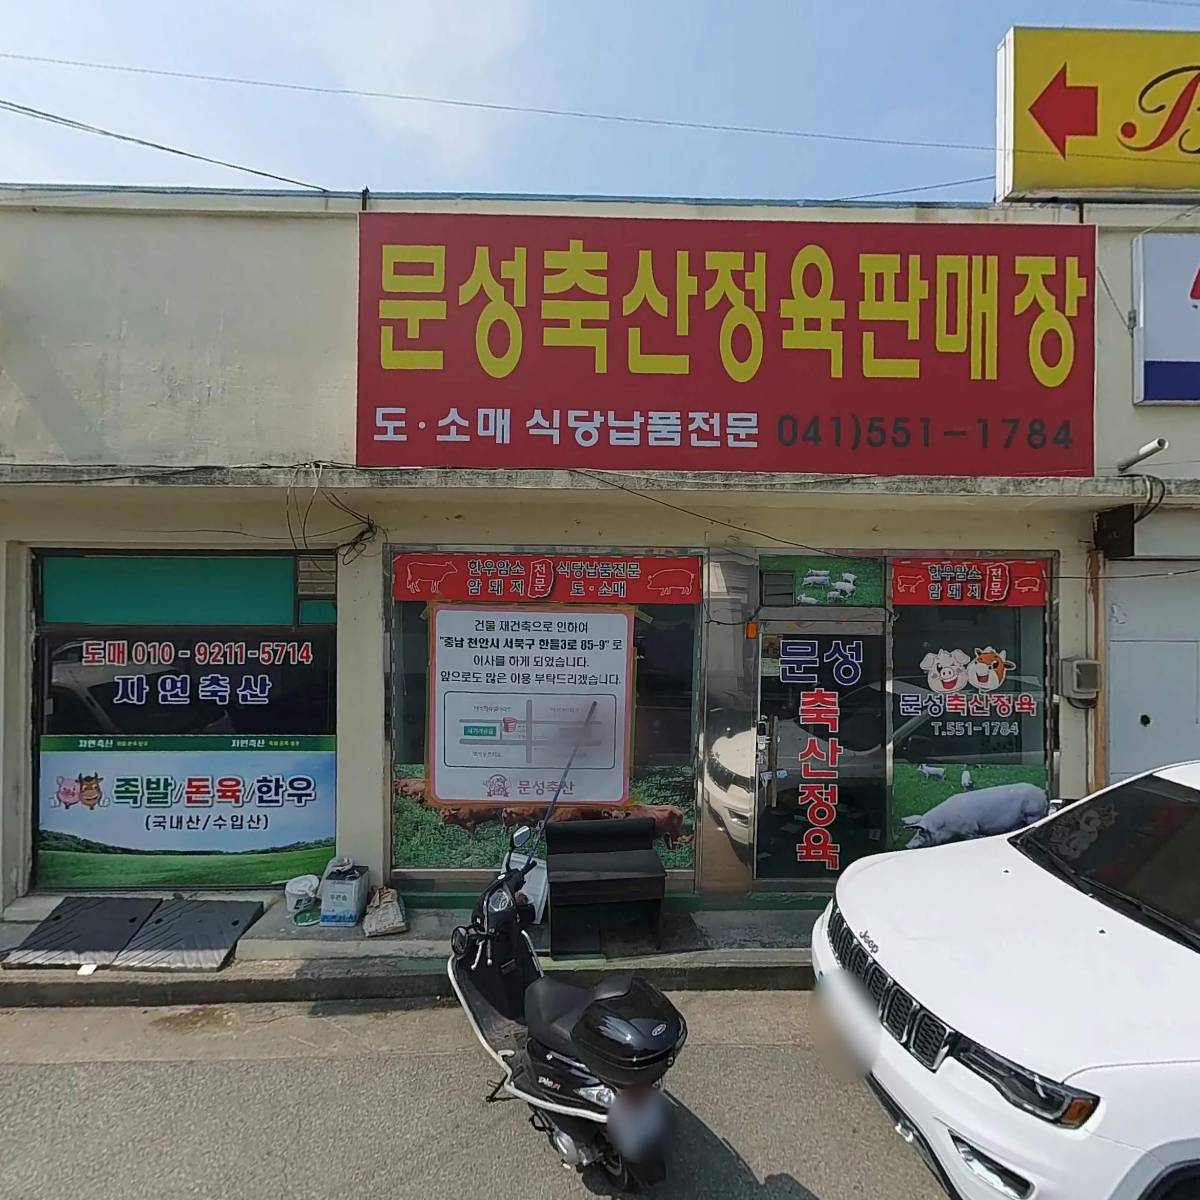 문성축산정육판매장
도·소매 식당납품전문 041)551-1784
도매 010-9211-5714
자연축산
자연축산
자연축산
족발/돈육/한우
(국내산/수입산)
한우암소 전문 식당납품전문
암돼지 도·소매
건물 재건축으로 인하여
"충남 천안시 서북구 한들3로 85-9" 로
이사를 하게 되었습니다.
앞으로도 많은 이용 부탁드리겠습니다.
문성축산
문성
축산정육
한우암소 전문
암돼지
문성축산정육
T.551-1784
Jeep